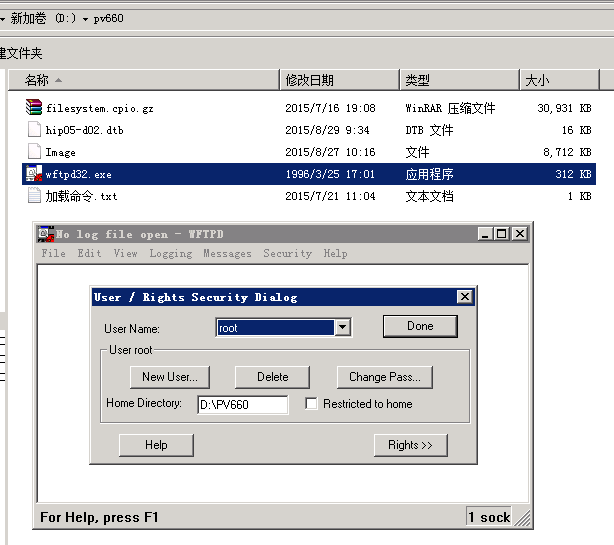 新加卷 (D:) pv660
建文件夹
名称 修改日期 类型 大小
filesystem.cpio.gz 2015/7/16 19:08 WinRAR 压缩文件 30,931 KB
hip05-d02.dtb 2015/8/29 9:34 DTB 文件 16 KB
Image 2015/8/27 10:16 文件 8,712 KB
wftpd32.exe 1996/3/25 17:01 应用程序 312 KB
加载命令.txt 2015/7/21 11:04 文本文档 1 KB
No log file open - WFTPD
File Edit View Logging Messages Security Help
User / Rights Security Dialog
User Name: root Done
User root
New User... Delete Change Pass...
Home Directory: D:\PV660 Restricted to home
Help Rights >>
For Help, press F1 1 sock